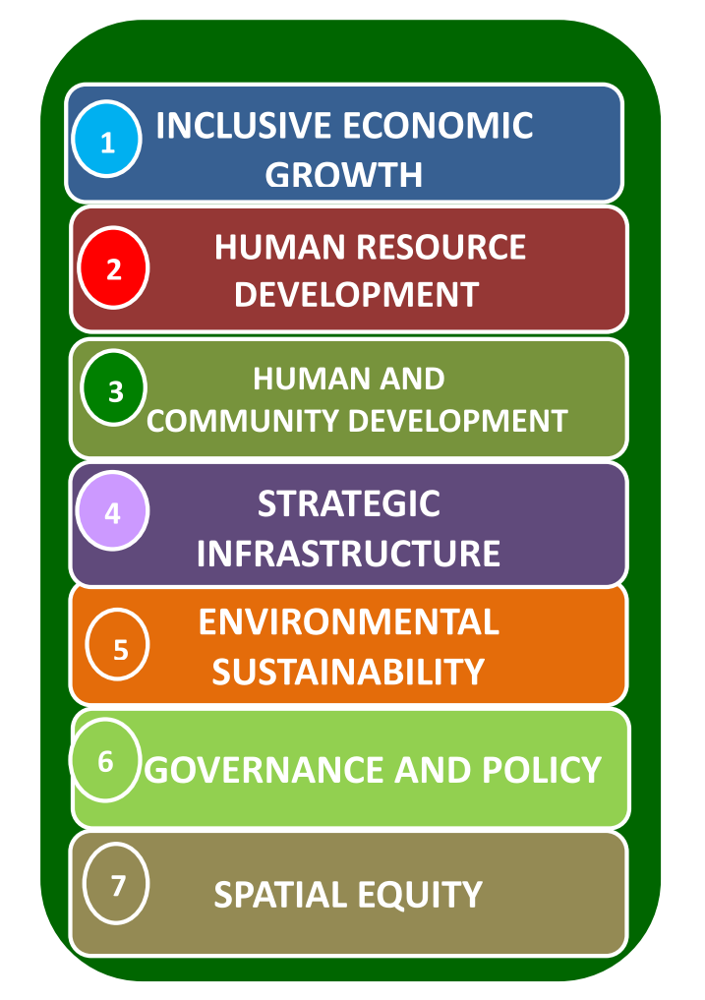 1
INCLUSIVE ECONOMIC
GROWTH
2
HUMAN RESOURCE
DEVELOPMENT
3
HUMAN AND
COMMUNITY DEVELOPMENT
4
STRATEGIC
INFRASTRUCTURE
5
ENVIRONMENTAL
SUSTAINABILITY
6
GOVERNANCE AND POLICY
7
SPATIAL EQUITY